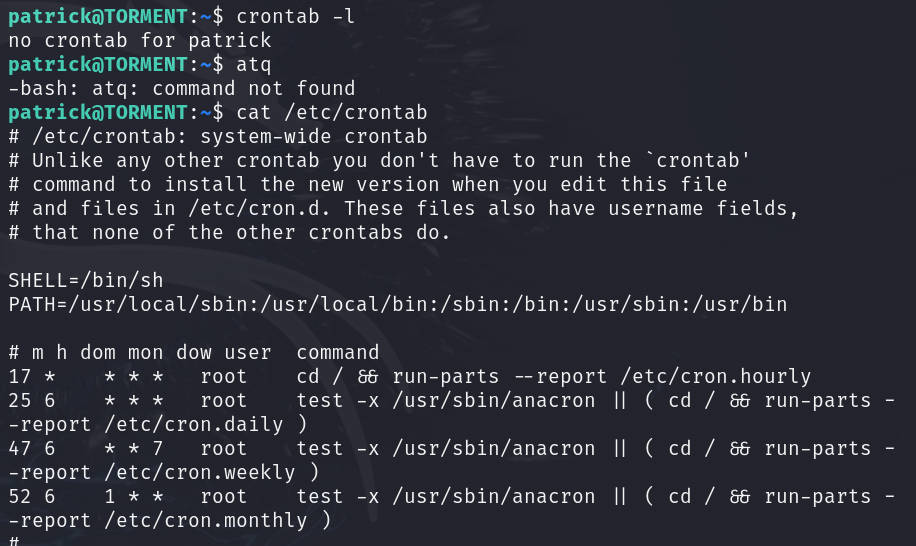 patrick@TORMENT:~$ crontab -l
no crontab for patrick
patrick@TORMENT:~$ atq
-bash: atq: command not found
patrick@TORMENT:~$ cat /etc/crontab
# /etc/crontab: system-wide crontab
# Unlike any other crontab you don't have to run the `crontab'
# command to install the new version when you edit this file
# and files in /etc/cron.d. These files also have username fields,
# that none of the other crontabs do.

SHELL=/bin/sh
PATH=/usr/local/sbin:/usr/local/bin:/sbin:/bin:/usr/sbin:/usr/bin

# m h dom mon dow user  command
17 *    * * *   root    cd / && run-parts --report /etc/cron.hourly
25 6    * * *   root    test -x /usr/sbin/anacron || ( cd / && run-parts -
-report /etc/cron.daily )
47 6    * * 7   root    test -x /usr/sbin/anacron || ( cd / && run-parts -
-report /etc/cron.weekly )
52 6    1 * *   root    test -x /usr/sbin/anacron || ( cd / && run-parts -
-report /etc/cron.monthly )
#